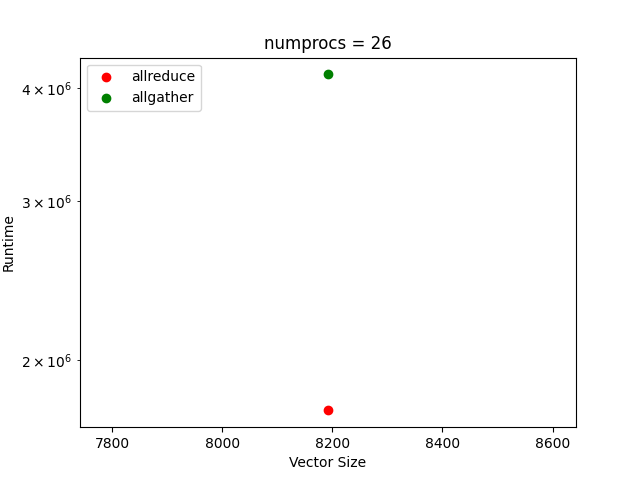 numprocs = 26
allreduce
allgather
4 × 10⁶
3 × 10⁶
2 × 10⁶
Runtime
7800 8000 8200 8400 8600
Vector Size